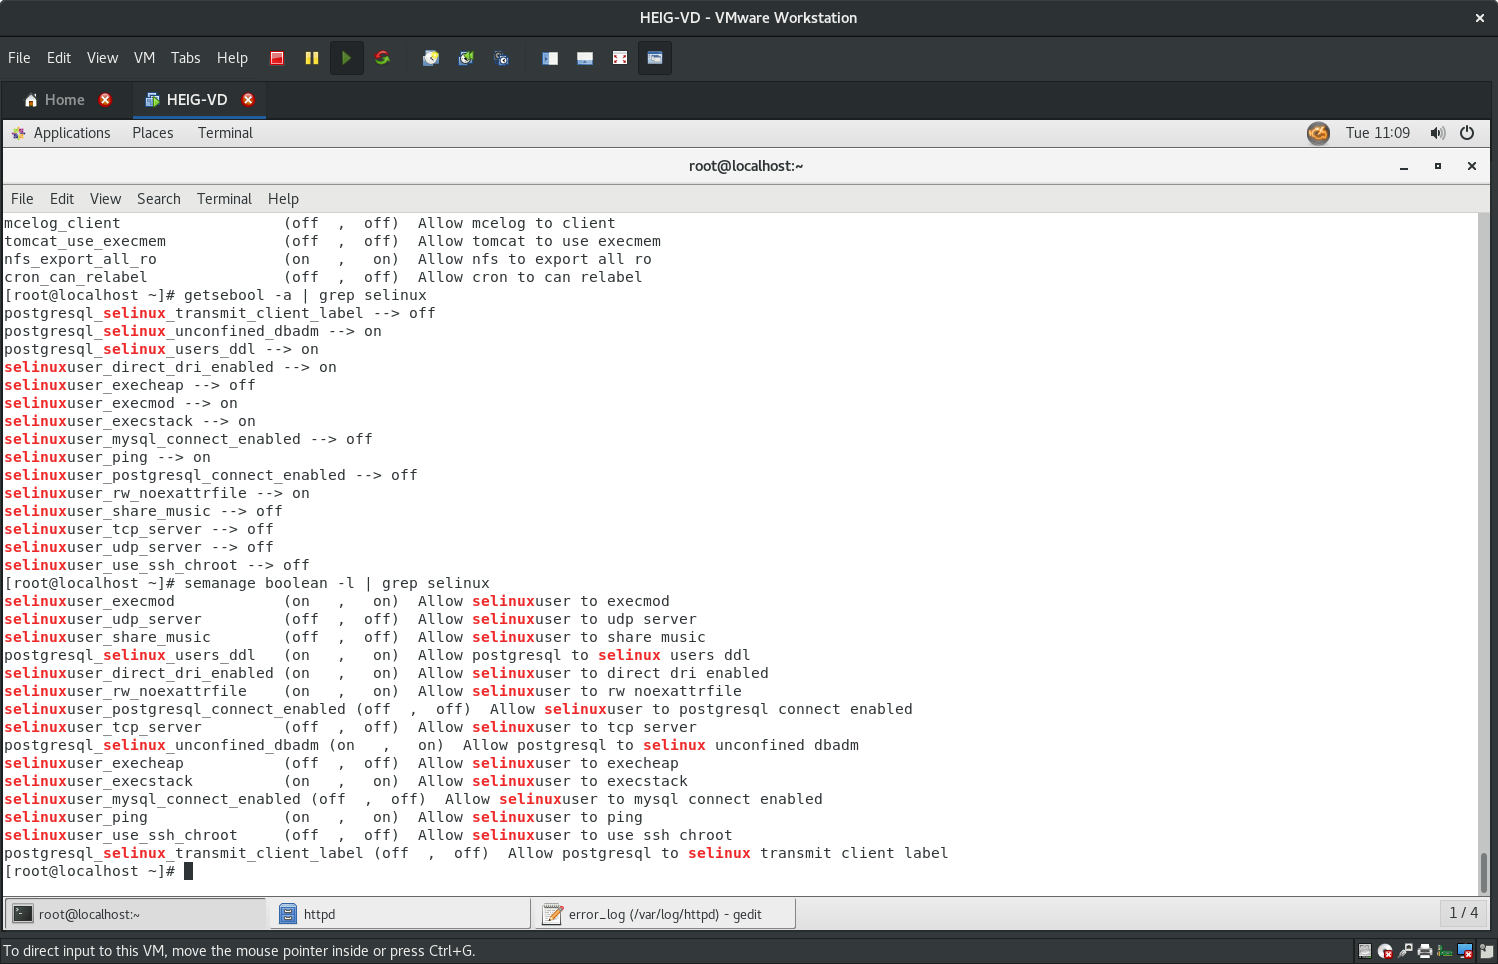 HEIG-VD - VMware Workstation
File Edit View VM Tabs Help
Home HEIG-VD
Applications Places Terminal Tue 11:09
root@localhost:~
File Edit View Search Terminal Help
mcelog_client                  (off  ,  off)  Allow mcelog to client
tomcat_use_execmem             (off  ,  off)  Allow tomcat to use execmem
nfs_export_all_ro              (on   ,   on)  Allow nfs to export all ro
cron_can_relabel               (off  ,  off)  Allow cron to can relabel
[root@localhost ~]# getsebool -a | grep selinux
postgresql_selinux_transmit_client_label --> off
postgresql_selinux_unconfined_dbadm --> on
postgresql_selinux_users_ddl --> on
selinuxuser_direct_dri_enabled --> on
selinuxuser_execheap --> off
selinuxuser_execmod --> on
selinuxuser_execstack --> on
selinuxuser_mysql_connect_enabled --> off
selinuxuser_ping --> on
selinuxuser_postgresql_connect_enabled --> off
selinuxuser_rw_noexattrfile --> on
selinuxuser_share_music --> off
selinuxuser_tcp_server --> off
selinuxuser_udp_server --> off
selinuxuser_use_ssh_chroot --> off
[root@localhost ~]# semanage boolean -l | grep selinux
selinuxuser_execmod            (on   ,   on)  Allow selinuxuser to execmod
selinuxuser_udp_server         (off  ,  off)  Allow selinuxuser to udp server
selinuxuser_share_music        (off  ,  off)  Allow selinuxuser to share music
postgresql_selinux_users_ddl   (on   ,   on)  Allow postgresql to selinux users ddl
selinuxuser_direct_dri_enabled (on   ,   on)  Allow selinuxuser to direct dri enabled
selinuxuser_rw_noexattrfile    (on   ,   on)  Allow selinuxuser to rw noexattrfile
selinuxuser_postgresql_connect_enabled (off  ,  off)  Allow selinuxuser to postgresql connect enabled
selinuxuser_tcp_server         (off  ,  off)  Allow selinuxuser to tcp server
postgresql_selinux_unconfined_dbadm (on   ,   on)  Allow postgresql to selinux unconfined dbadm
selinuxuser_execheap           (off  ,  off)  Allow selinuxuser to execheap
selinuxuser_execstack          (on   ,   on)  Allow selinuxuser to execstack
selinuxuser_mysql_connect_enabled (off  ,  off)  Allow selinuxuser to mysql connect enabled
selinuxuser_ping               (on   ,   on)  Allow selinuxuser to ping
selinuxuser_use_ssh_chroot     (off  ,  off)  Allow selinuxuser to use ssh chroot
postgresql_selinux_transmit_client_label (off  ,  off)  Allow postgresql to selinux transmit client label
[root@localhost ~]#
root@localhost:~ httpd error_log (/var/log/httpd) - gedit 1 / 4
To direct input to this VM, move the mouse pointer inside or press Ctrl+G.